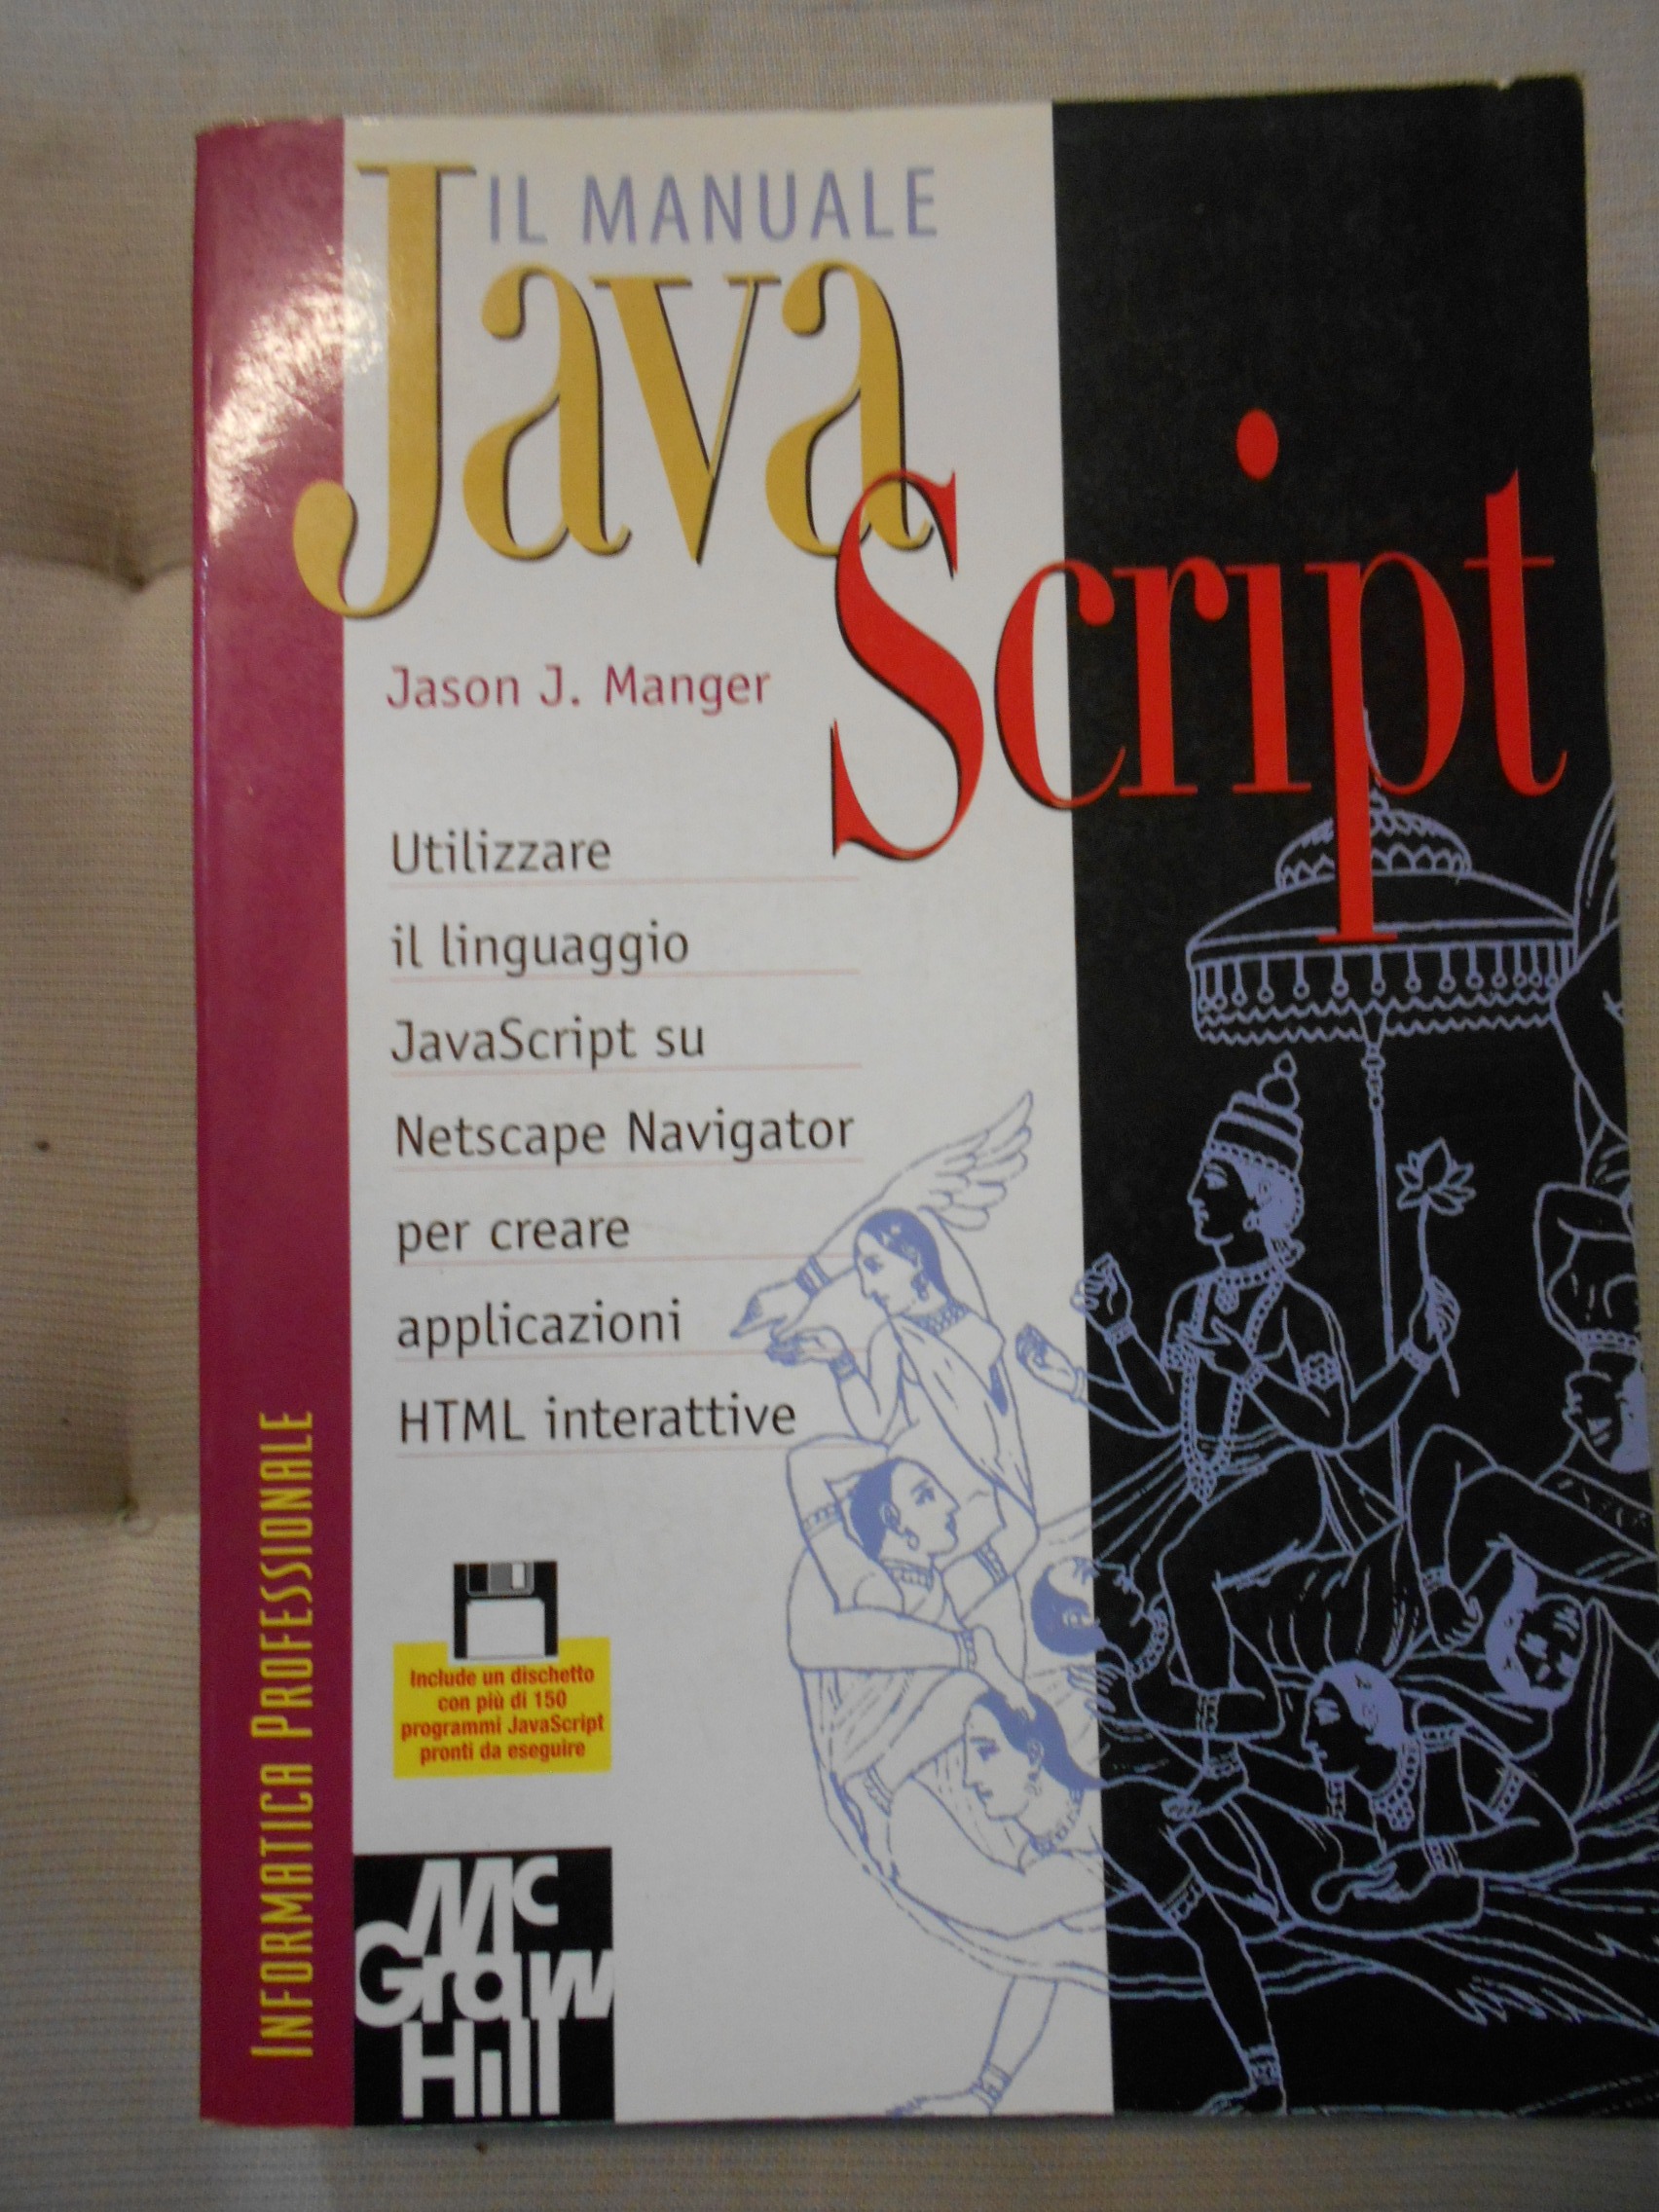 IL MANUALE
Java
Script
Jason J. Manger
Utilizzare
il linguaggio
JavaScript su
Netscape Navigator
per creare
applicazioni
HTML interattive
Include un dischetto
con più di 150
programmi JavaScript
pronti da eseguire
INFORMATICA PROFESSIONALE
Mc
Graw
Hill